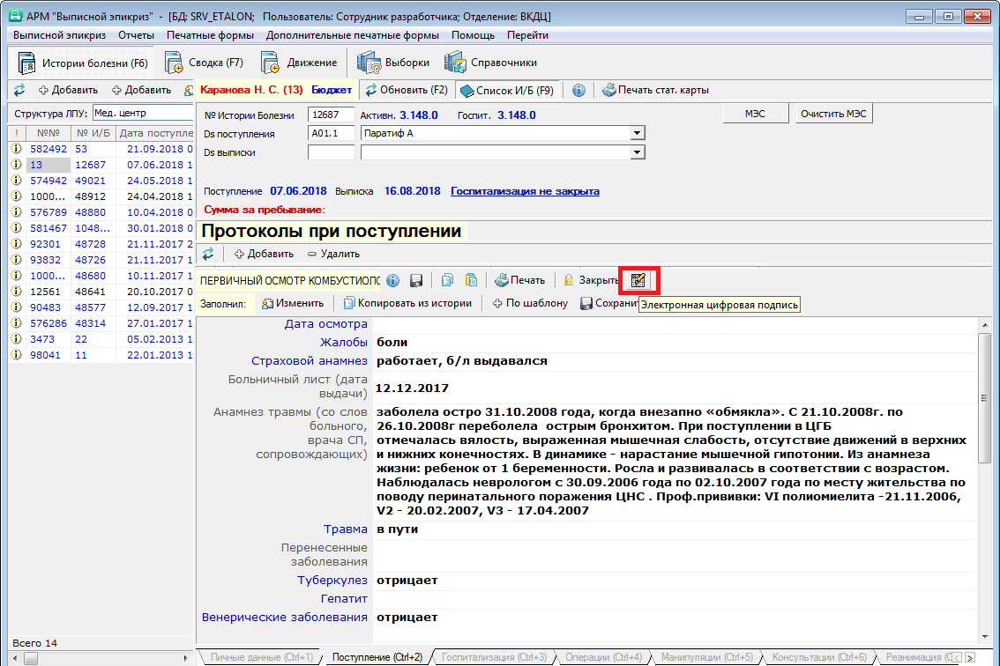 АРМ "Выписной эпикриз" - [БД: SRV_ETALON; Пользователь: Сотрудник разработчика; Отделение: ВКДЦ]
Выписной эпикриз Отчеты Печатные формы Дополнительные печатные формы Помощь Перейти
Истории болезни (F6) Сводка (F7) Движение Выборки Справочники
Добавить Добавить Каранова Н. С. (13) Бюджет Обновить (F2) Список И/Б (F9) Печать стат. карты
Структура ЛПУ: Мед. центр
№ Истории Болезни 12687 Активн. 3.148.0 Госпит. 3.148.0 МЭС Очистить МЭС
Ds поступления A01.1 Паратиф А
Ds выписки
Поступление 07.06.2018 Выписка 16.08.2018 Госпитализация не закрыта
Сумма за пребывание:
! №№ № И/Б Дата поступле
582492 53 21.09.2018 0
13 12687 07.06.2018 1
574942 49021 24.05.2018 1
1000... 48912 24.04.2018 1
576789 48880 10.04.2018 0
581467 1048... 30.01.2018 0
92301 48728 21.11.2017 2
93832 48726 21.11.2017 1
1000... 48680 10.11.2017 1
12561 48641 20.10.2017 0
90483 48577 12.09.2017 1
576286 48314 27.01.2017 1
3473 22 05.02.2013 1
98041 11 22.01.2013 1
Всего 14
Протоколы при поступлении
Добавить Удалить
ПЕРВИЧНЫЙ ОСМОТР КОМБУСТИОЛО Печать Закрыть
Заполнил: Изменить Копировать из истории По шаблону Сохранит
Электронная цифровая подпись
Дата осмотра
Жалобы боли
Страховой анамнез работает, б/л выдавался
Больничный лист (дата
выдачи) 12.12.2017
Анамнез травмы (со слов
больного,
врача СП,
сопровождающих)
заболела остро 31.10.2008 года, когда внезапно «обмякла». С 21.10.2008г. по
26.10.2008г переболела острым бронхитом. При поступлении в ЦГБ
отмечалась вялость, выраженная мышечная слабость, отсутствие движений в верхних
и нижних конечностях. В динамике - нарастание мышечной гипотонии. Из анамнеза
жизни: ребенок от 1 беременности. Росла и развивалась в соответствии с возрастом.
Наблюдалась неврологом с 30.09.2006 года по 02.10.2007 года по месту жительства по
поводу перинатального поражения ЦНС . Проф.прививки: VI полиомиелита -21.11.2006,
V2 - 20.02.2007, V3 - 17.04.2007
Травма в пути
Перенесенные
заболевания
Туберкулез отрицает
Гепатит
Венерические заболевания отрицает
Личные данные (Ctrl+1) Поступление (Ctrl+2) Госпитализация (Ctrl+3) Операции (Ctrl+4) Манипуляции (Ctrl+5) Консультации (Ctrl+6) Реанимация (C